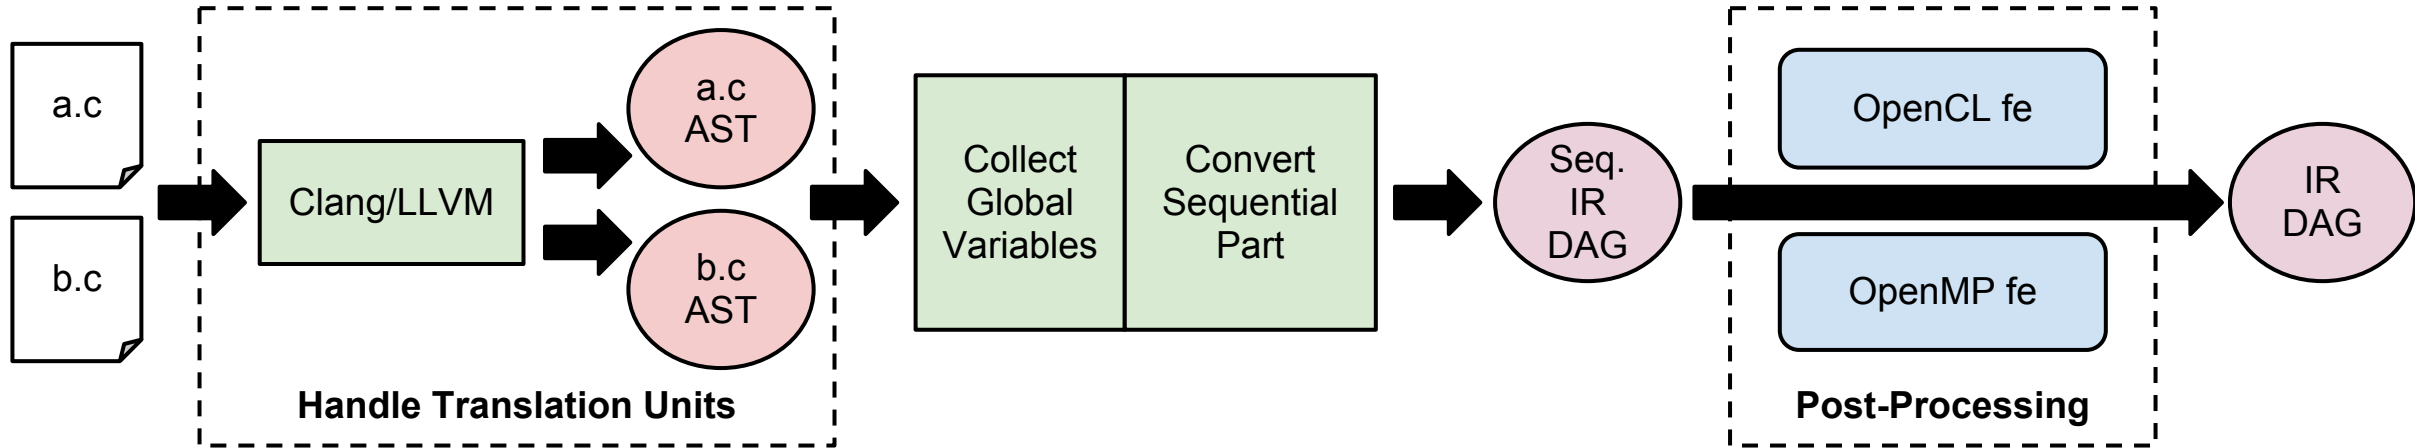 a.c
b.c
Clang/LLVM
a.c
AST
b.c
AST
Handle Translation Units
Collect
Global
Variables
Convert
Sequential
Part
Seq.
IR
DAG
OpenCL fe
OpenMP fe
Post-Processing
IR
DAG